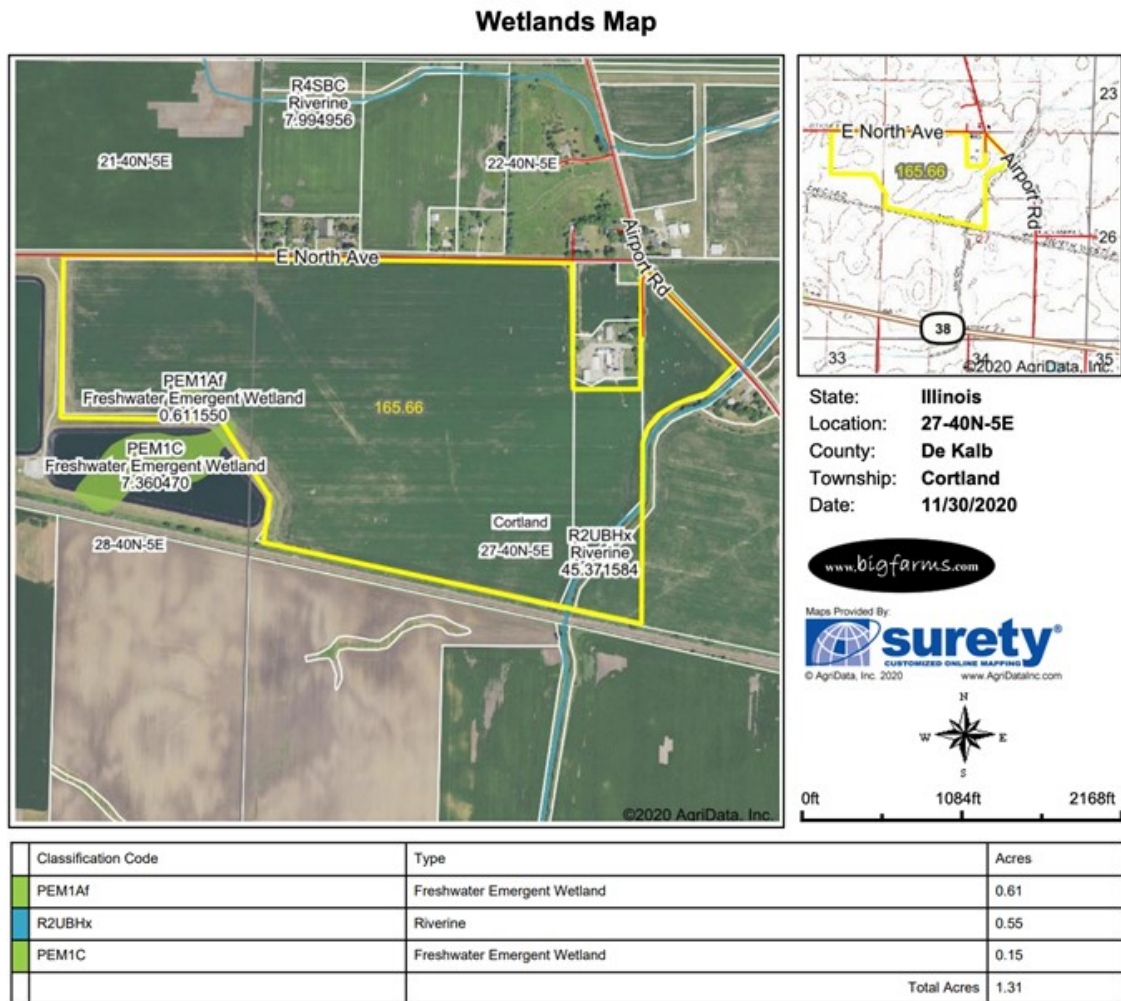 Wetlands Map
R4SBC
Riverine
7.994956
21-40N-5E
22-40N-5E
E North Ave
Airport Rd
PEM1Af
Freshwater Emergent Wetland
0.611550
165.66
PEM1C
Freshwater Emergent Wetland
7.360470
28-40N-5E
Cortland
27-40N-5E
R2UBHx
Riverine
45.371584
©2020 AgriData, Inc.
23
E North Ave
165.66
Airport Rd
26
38
33
34
35
©2020 AgriData, Inc.
State: Illinois
Location: 27-40N-5E
County: De Kalb
Township: Cortland
Date: 11/30/2020
www.bigfarms.com
Maps Provided By:
surety®
CUSTOMIZED ONLINE MAPPING
© AgriData, Inc. 2020 www.AgriDataInc.com
N
W E
S
0ft 1084ft 2168ft
Classification Code Type Acres
PEM1Af Freshwater Emergent Wetland 0.61
R2UBHx Riverine 0.55
PEM1C Freshwater Emergent Wetland 0.15
Total Acres 1.31